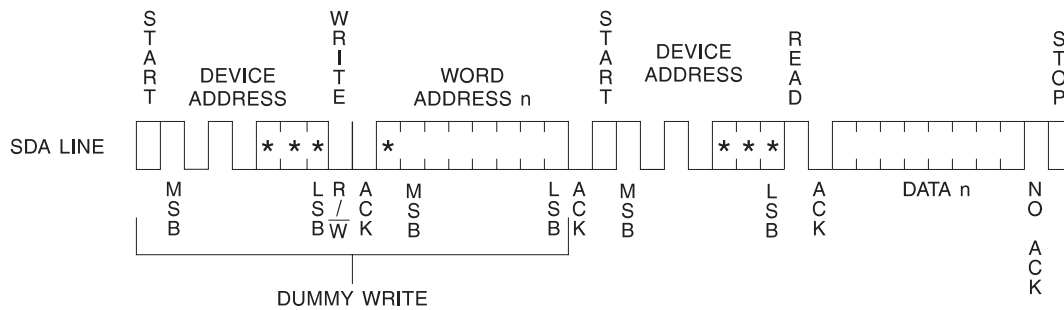 START
DEVICE
ADDRESS
WRITE
WORD
ADDRESS n
START
DEVICE
ADDRESS
READ
STOP
SDA LINE
* * *
*
* * *
MSB
LSB
R/W
ACK
MSB
LSB
ACK
MSB
LSB
ACK
DATA n
NO ACK
DUMMY WRITE